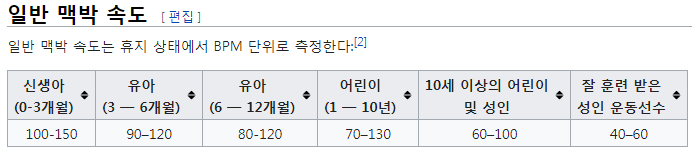 일반 맥박 속도 [ 편집 ]
일반 맥박 속도는 휴지 상태에서 BPM 단위로 측정한다:[2]
신생아 유아 유아 어린이 10세 이상의 어린이 잘 훈련 받은
(0-3개월) (3 — 6개월) (6 — 12개월) (1 — 10년) 및 성인 성인 운동선수
100-150 90–120 80-120 70–130 60–100 40–60